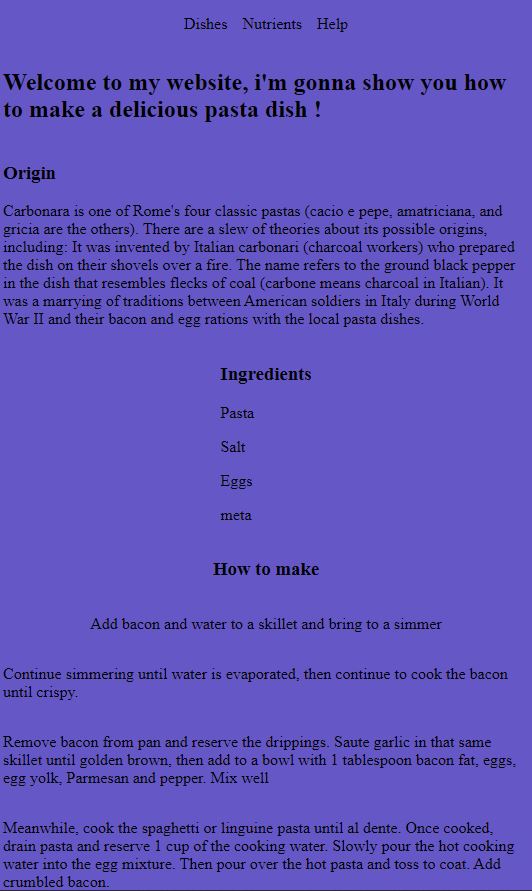 Dishes Nutrients Help
Welcome to my website, i'm gonna show you how
to make a delicious pasta dish !
Origin
Carbonara is one of Rome's four classic pastas (cacio e pepe, amatriciana, and
gricia are the others). There are a slew of theories about its possible origins,
including: It was invented by Italian carbonari (charcoal workers) who prepared
the dish on their shovels over a fire. The name refers to the ground black pepper
in the dish that resembles flecks of coal (carbone means charcoal in Italian). It
was a marrying of traditions between American soldiers in Italy during World
War II and their bacon and egg rations with the local pasta dishes.
Ingredients
Pasta
Salt
Eggs
meta
How to make
Add bacon and water to a skillet and bring to a simmer
Continue simmering until water is evaporated, then continue to cook the bacon
until crispy.
Remove bacon from pan and reserve the drippings. Saute garlic in that same
skillet until golden brown, then add to a bowl with 1 tablespoon bacon fat, eggs,
egg yolk, Parmesan and pepper. Mix well
Meanwhile, cook the spaghetti or linguine pasta until al dente. Once cooked,
drain pasta and reserve 1 cup of the cooking water. Slowly pour the hot cooking
water into the egg mixture. Then pour over the hot pasta and toss to coat. Add
crumbled bacon.